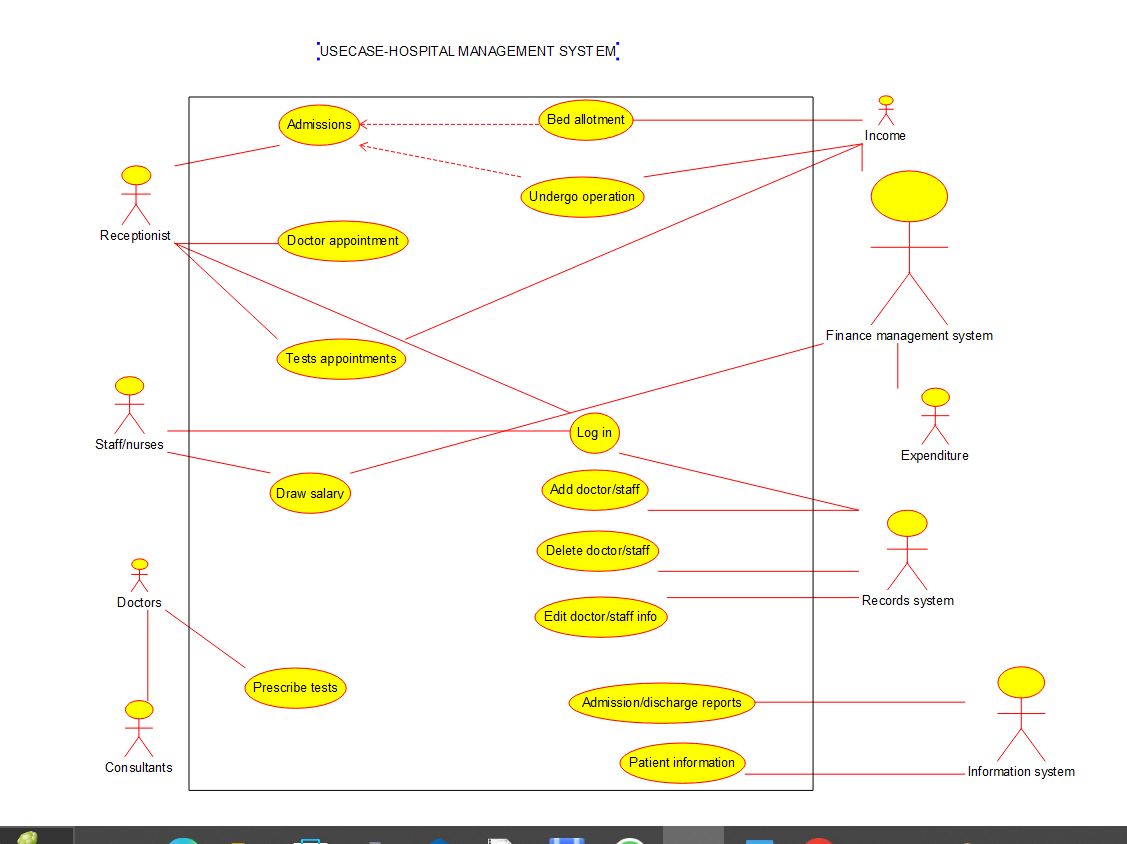 USECASE-HOSPITAL MANAGEMENT SYSTEM
Admissions
Bed allotment
Income
Undergo operation
Receptionist
Doctor appointment
Finance management system
Tests appointments
Staff/nurses
Log in
Expenditure
Draw salary
Add doctor/staff
Delete doctor/staff
Doctors
Records system
Edit doctor/staff info
Prescribe tests
Admission/discharge reports
Consultants
Patient information
Information system